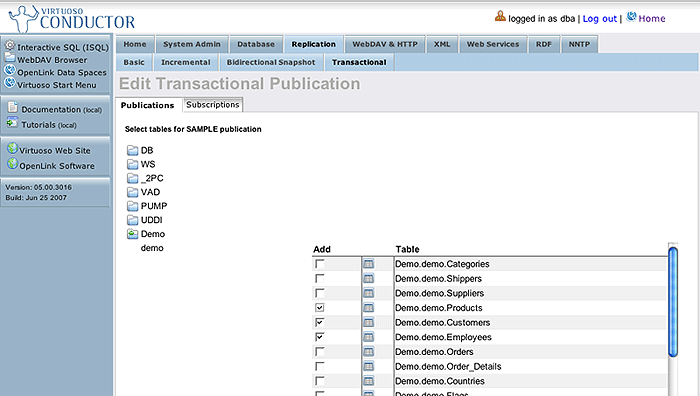 VIRTUOSO
CONDUCTOR
logged in as dba | Log out | Home
Interactive SQL (ISQL)
WebDAV Browser
OpenLink Data Spaces
Virtuoso Start Menu
Documentation (local)
Tutorials (local)
Virtuoso Web Site
OpenLink Software
Version: 05.00.3016
Build: Jun 25 2007
Home System Admin Database Replication WebDAV & HTTP XML Web Services RDF NNTP
Basic Incremental Bidirectional Snapshot Transactional
Edit Transactional Publication
Publications Subscriptions
Select tables for SAMPLE publication
DB
WS
_2PC
VAD
PUMP
UDDI
Demo
demo
Add Table
Demo.demo.Categories
Demo.demo.Shippers
Demo.demo.Suppliers
Demo.demo.Products
Demo.demo.Customers
Demo.demo.Employees
Demo.demo.Orders
Demo.demo.Order_Details
Demo.demo.Countries
Demo.demo.Flags